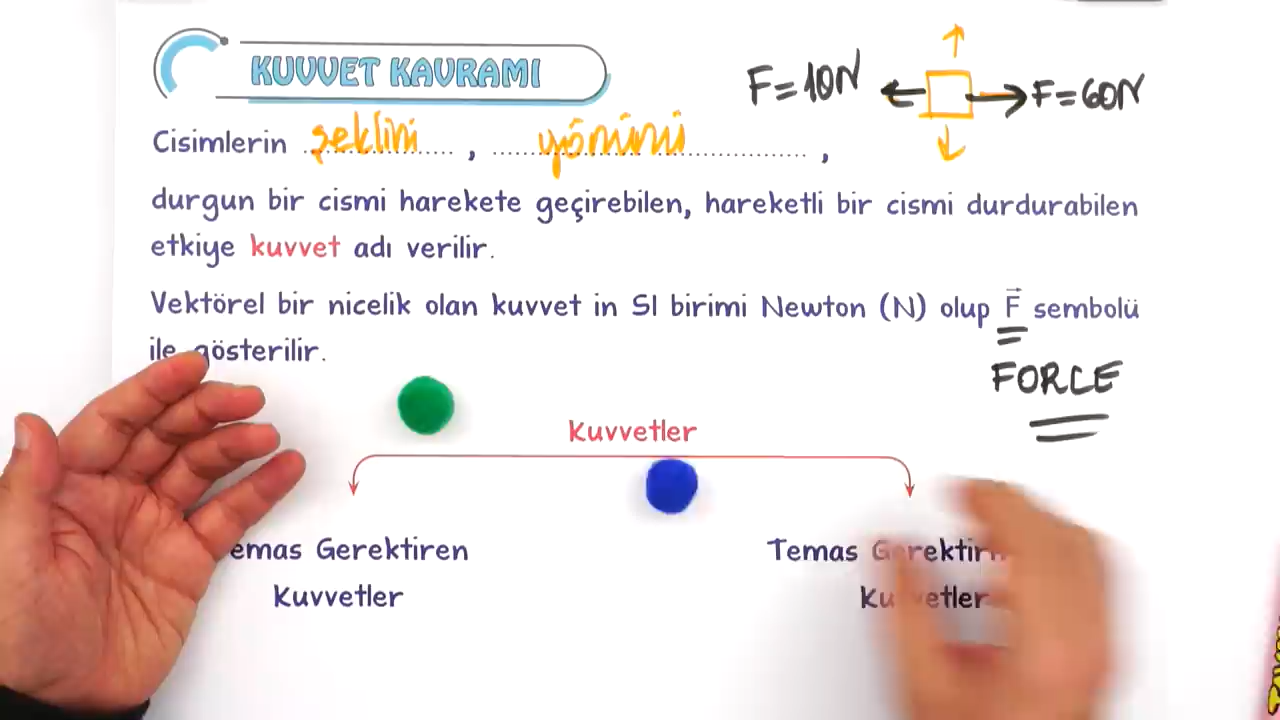 KUVVET KAVRAMI
F=10N F=60N
Cisimlerin şeklini , yönünü ,
durgun bir cismi harekete geçirebilen, hareketli bir cismi durdurabilen
etkiye kuvvet adı verilir.
Vektörel bir nicelik olan kuvvet in SI birimi Newton (N) olup F⃗ sembolü
ile gösterilir.
FORCE
Kuvvetler
emas Gerektiren
Kuvvetler
Temas
Kuvvetler